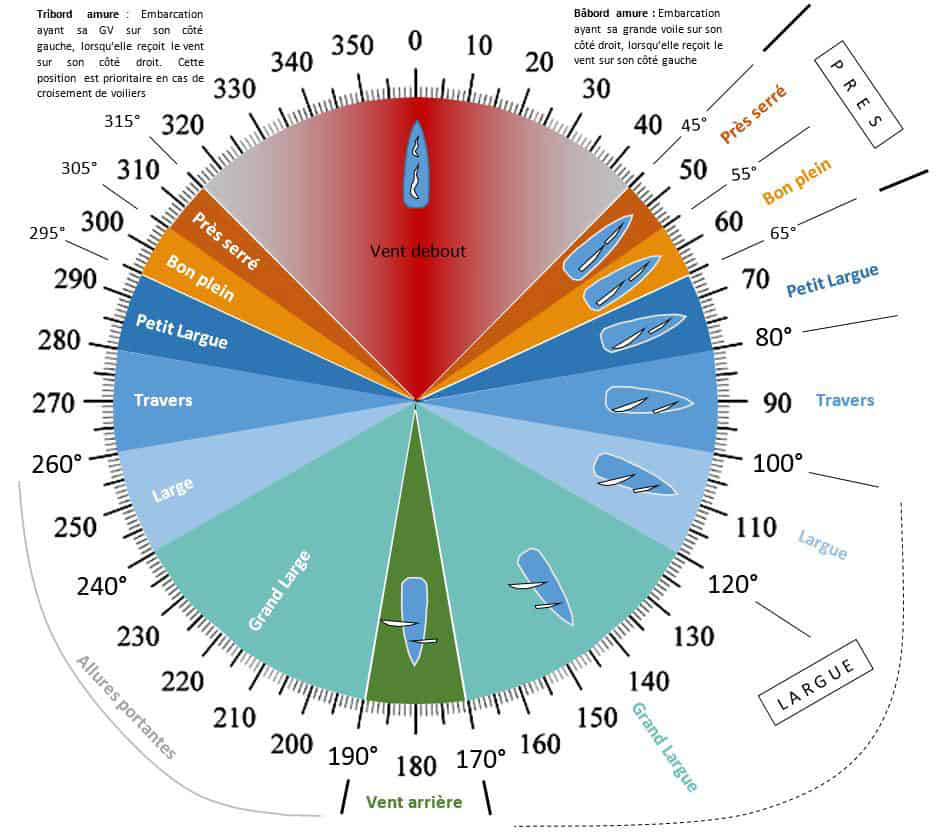 Tribord amure : Embarcation
ayant sa GV sur son côté
gauche, lorsqu'elle reçoit le vent
sur son côté droit. Cette
position est prioritaire en cas de
croisement de voiliers
Bâbord amure : Embarcation
ayant sa grande voile sur son
côté droit, lorsqu'elle reçoit le
vent sur son côté gauche
0
10
20
30
40
45°
50
55°
60
65°
70
80°
90
100°
110
120°
130
140
150
160
170°
180
190°
200
210
220
230
240°
250
260°
270
280
290
295°
300
305°
310
315°
320
330
340
350
PRES
Près serré
Bon plein
Petit Largue
Travers
Largue
LARGUE
Grand Largue
Vent arrière
Allures portantes
Vent debout
Près serré
Bon plein
Petit Largue
Travers
Large
Grand Large